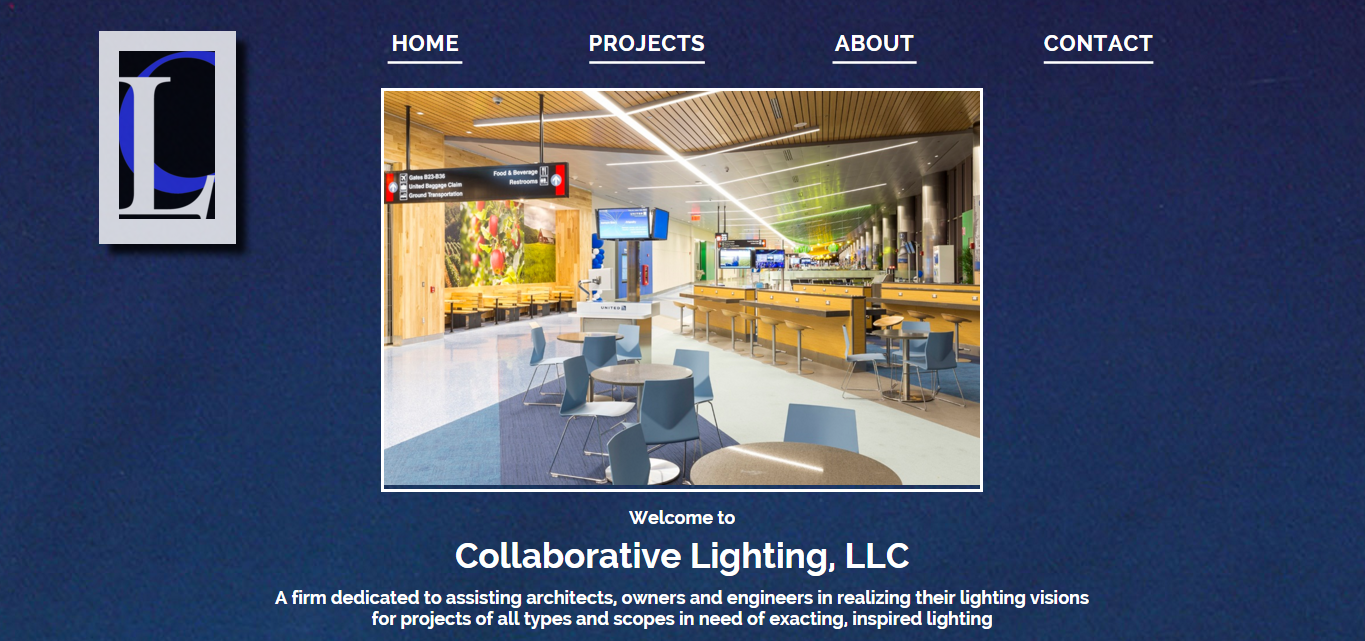 CL
HOME
PROJECTS
ABOUT
CONTACT
Gates B23-B36
United Baggage Claim
Ground Transportation
Food & Beverage
Restrooms
UNITED
Welcome to
Collaborative Lighting, LLC
A firm dedicated to assisting architects, owners and engineers in realizing their lighting visions
for projects of all types and scopes in need of exacting, inspired lighting